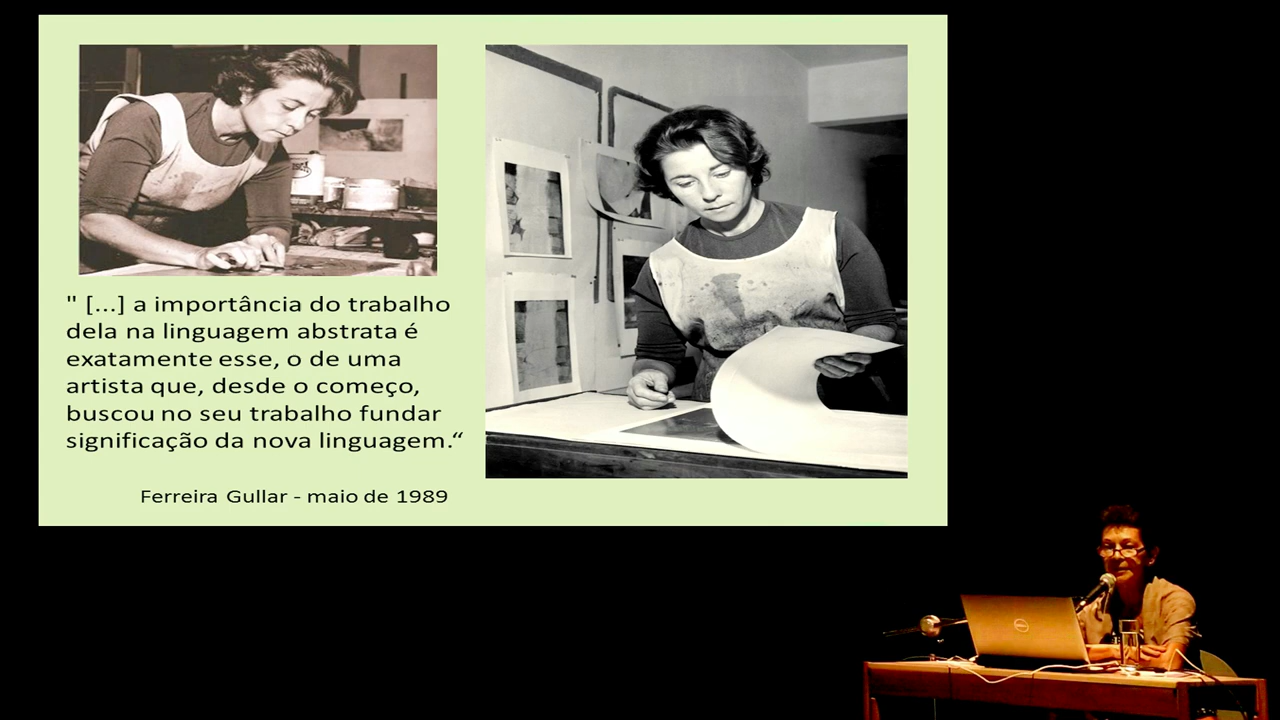 " [...] a importância do trabalho
dela na linguagem abstrata é
exatamente esse, o de uma
artista que, desde o começo,
buscou no seu trabalho fundar
significação da nova linguagem.“
Ferreira Gullar - maio de 1989